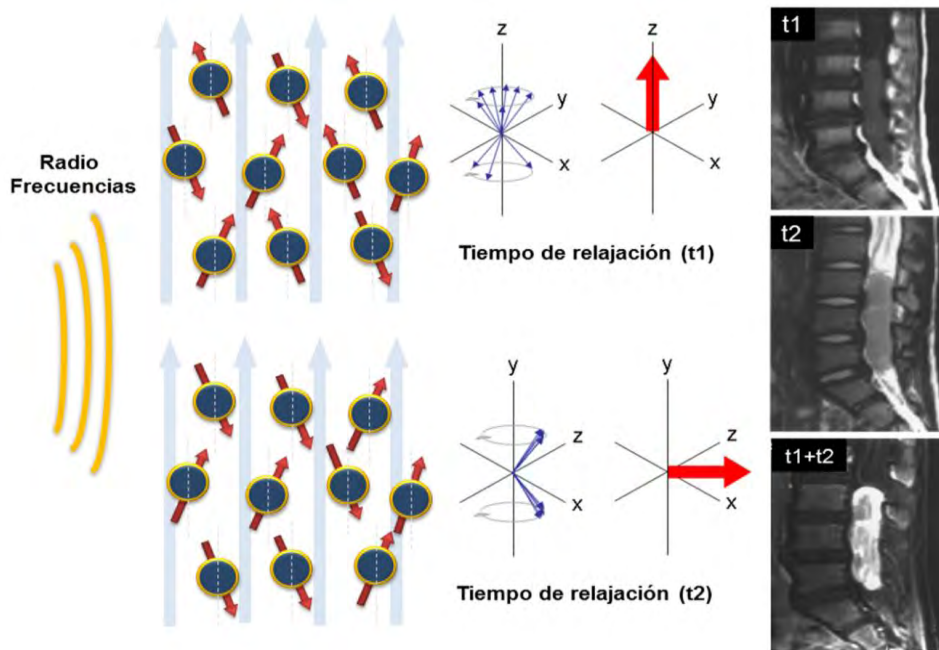 Radio
Frecuencias
z
y
x
z
y
x
Tiempo de relajación (t1)
y
z
x
y
z
x
Tiempo de relajación (t2)
t1
t2
t1+t2